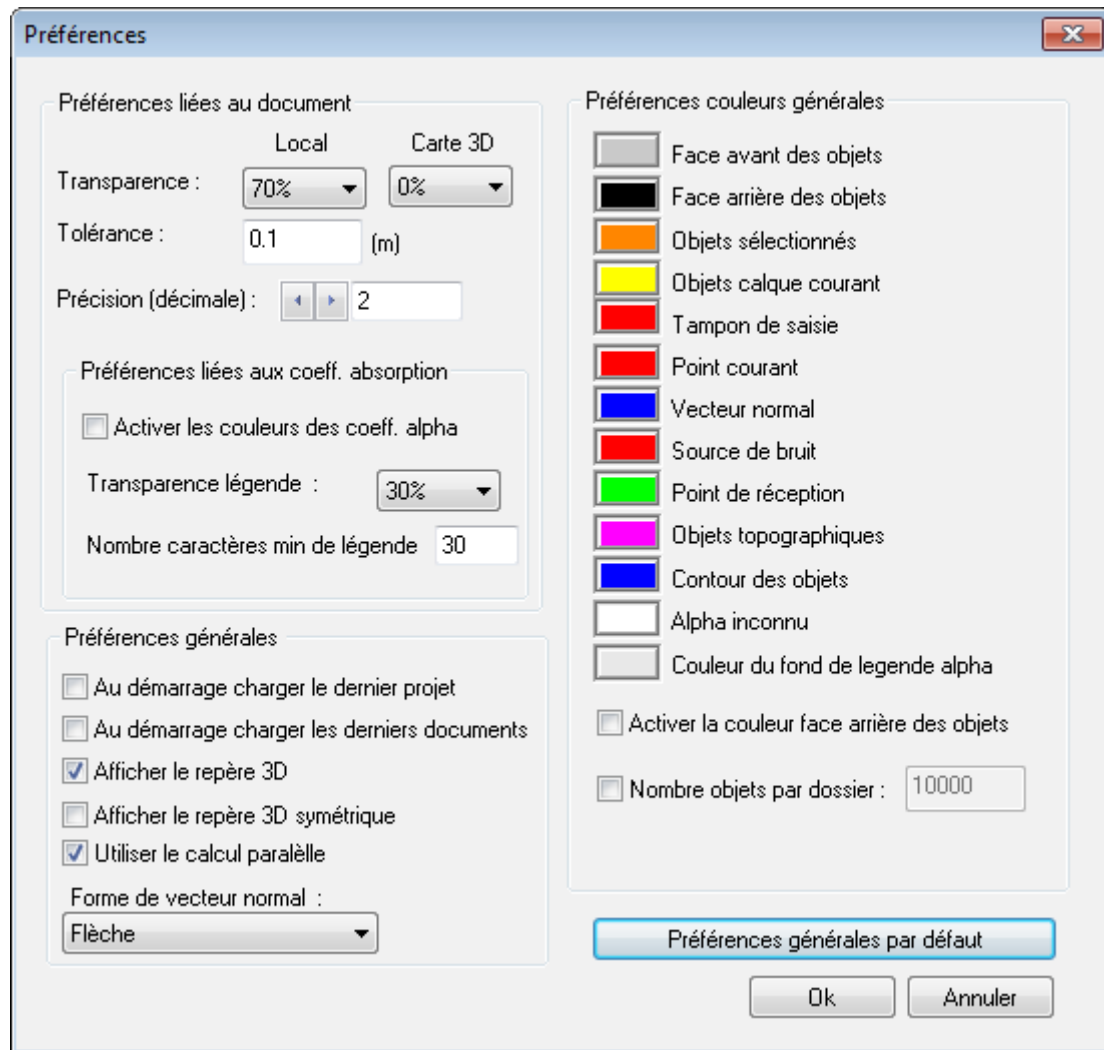 Préférences
Préférences liées au document
Local Carte 3D
Transparence : 70% 0%
Tolérance : 0.1 (m)
Précision (décimale) : 2
Préférences liées aux coeff. absorption
Activer les couleurs des coeff. alpha
Transparence légende : 30%
Nombre caractères min de légende 30
Préférences générales
Au démarrage charger le dernier projet
Au démarrage charger les derniers documents
Afficher le repère 3D
Afficher le repère 3D symétrique
Utiliser le calcul paralèlle
Forme de vecteur normal :
Flèche
Préférences couleurs générales
Face avant des objets
Face arrière des objets
Objets sélectionnés
Objets calque courant
Tampon de saisie
Point courant
Vecteur normal
Source de bruit
Point de réception
Objets topographiques
Contour des objets
Alpha inconnu
Couleur du fond de legende alpha
Activer la couleur face arrière des objets
Nombre objets par dossier : 10000
Préférences générales par défaut
Ok Annuler